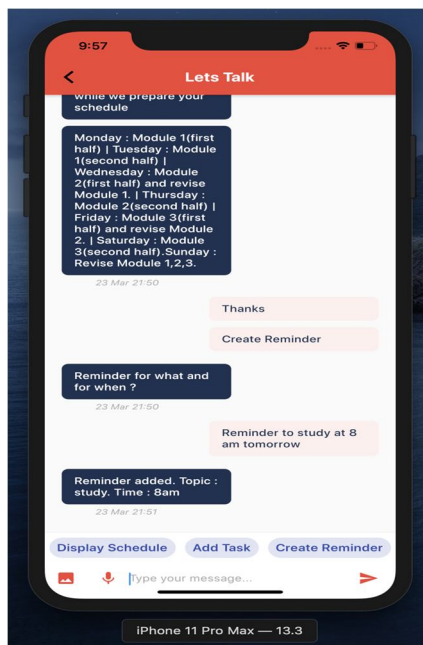 9:57
Lets Talk
while we prepare your
schedule
Monday : Module 1(first
half) | Tuesday : Module
1(second half) |
Wednesday : Module
2(first half) and revise
Module 1. | Thursday :
Module 2(second half) |
Friday : Module 3(first
half) and revise Module
2. | Saturday : Module
3(second half).Sunday :
Revise Module 1,2,3.
23 Mar 21:50
Thanks
Create Reminder
Reminder for what and
for when ?
23 Mar 21:50
Reminder to study at 8
am tomorrow
Reminder added. Topic :
study. Time : 8am
23 Mar 21:51
Display Schedule Add Task Create Reminder
Type your message...
iPhone 11 Pro Max — 13.3